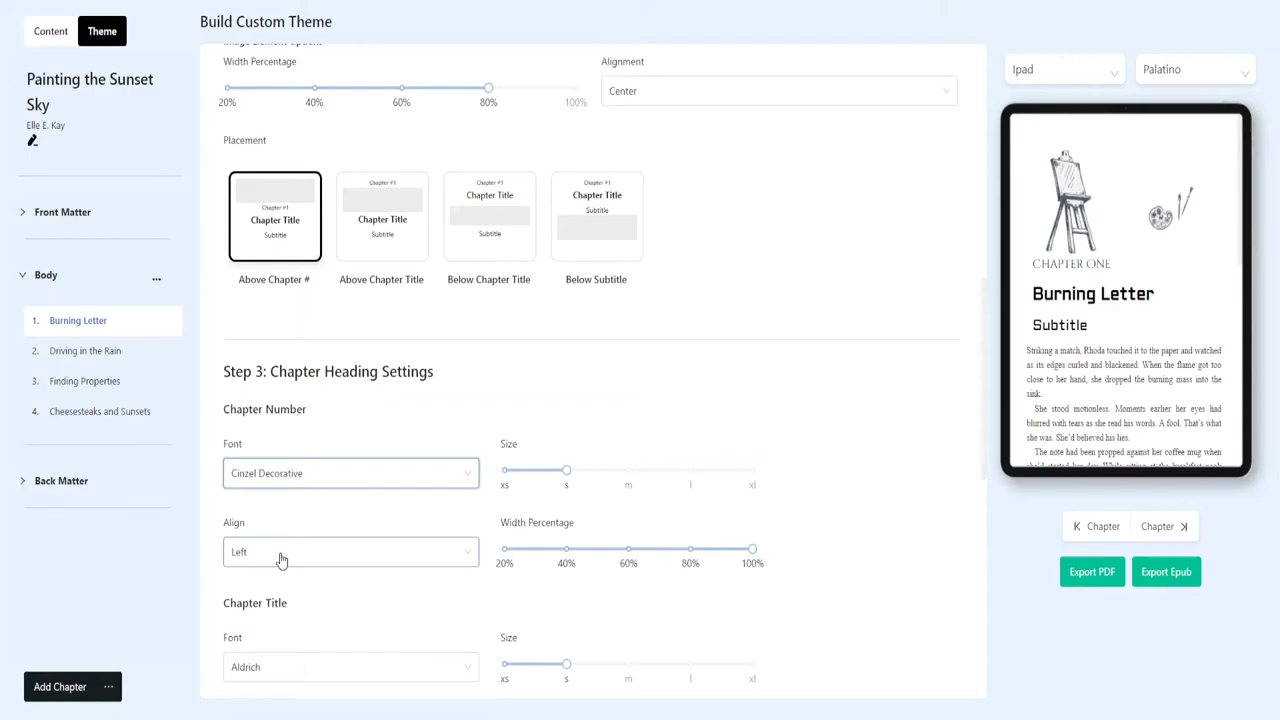 Content
Theme
Build Custom Theme
Painting the Sunset
Sky
Elle E. Kay
Front Matter
Body
...
1. Burning Letter
2. Driving in the Rain
3. Finding Properties
4. Cheesesteaks and Sunsets
Back Matter
Add Chapter ...
Image Element Options
Width Percentage
20% 40% 60% 80% 100%
Alignment
Center
Placement
Chapter #1
Chapter Title
Subtitle
Above Chapter #
Chapter #1
Chapter Title
Subtitle
Above Chapter Title
Chapter #1
Chapter Title
Subtitle
Below Chapter Title
Chapter #1
Chapter Title
Subtitle
Below Subtitle
Step 3: Chapter Heading Settings
Chapter Number
Font
Cinzel Decorative
Size
xs s m l xl
Align
Left
Width Percentage
20% 40% 60% 80% 100%
Chapter Title
Font
Aldrich
Size
xs s m l xl
Ipad
Palatino
CHAPTER ONE
Burning Letter
Subtitle
Striking a match, Rhoda touched it to the paper and watched
as its edges curled and blackened. When the flame got too
close to her hand, she dropped the burning mass into the
sink.
She stood motionless. Moments earlier her eyes had
blurred with tears as she read his words. A fool. That's what
she was. She'd believed his lies.
The note had been propped against her coffee mug when
Chapter
Chapter
Export PDF
Export Epub